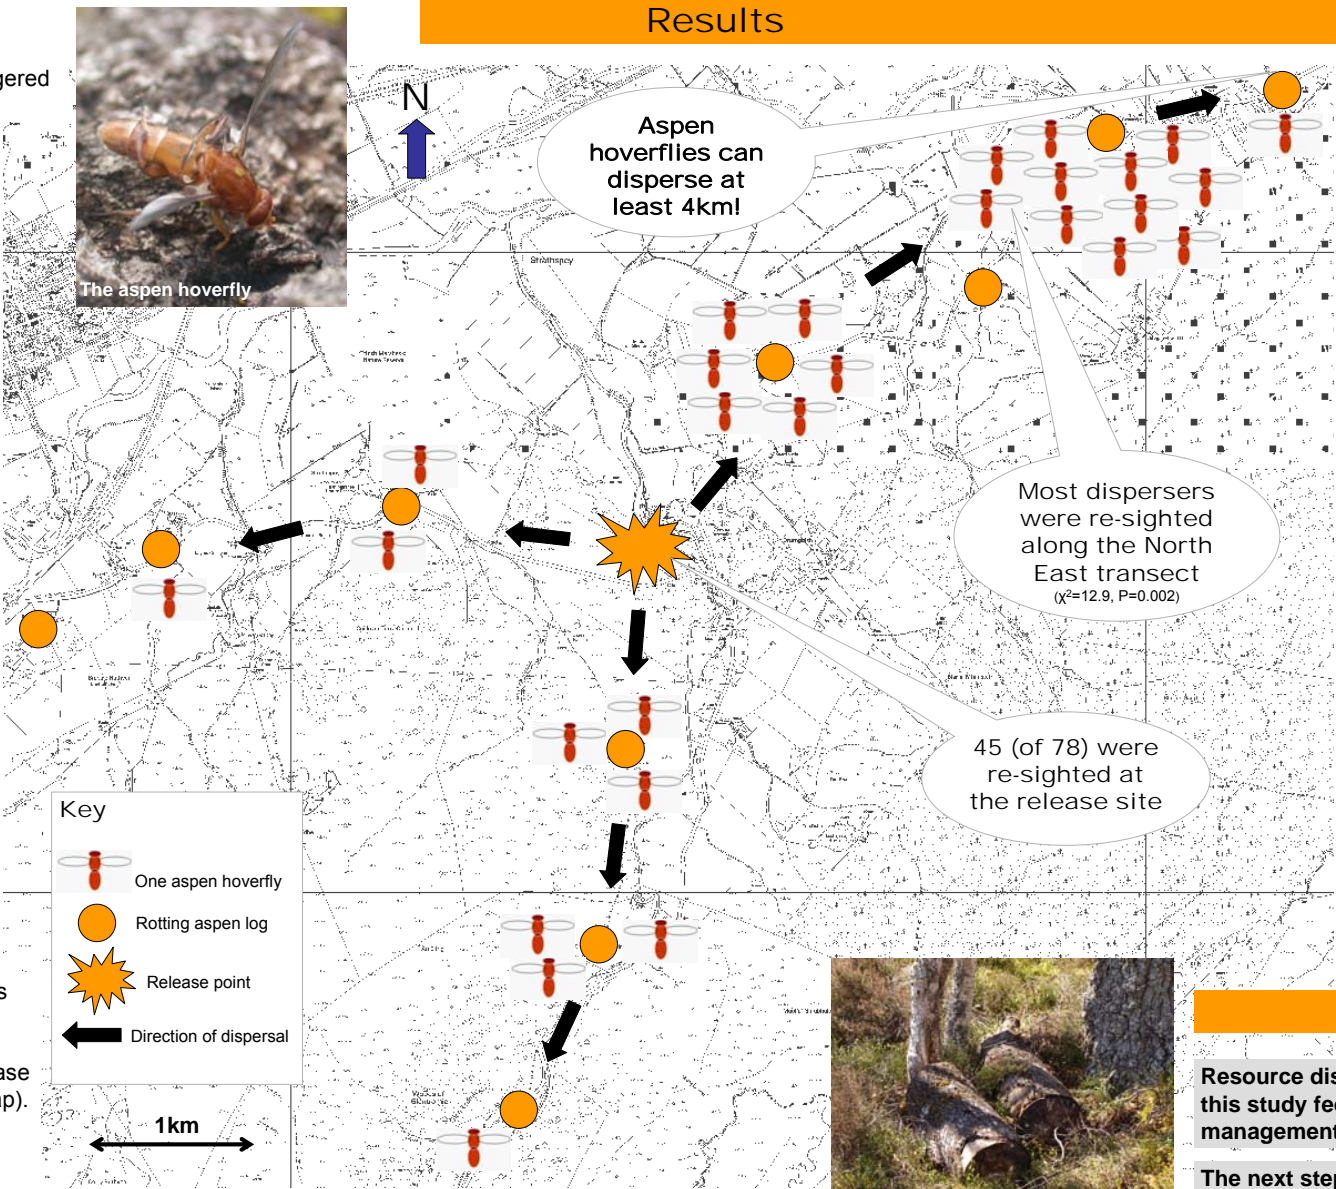 Results
gered
The aspen hoverfly
N
Aspen
hoverflies can
disperse at
least 4km!
Strathspey
Most dispersers
were re-sighted
along the North
East transect
(χ²=12.9, P=0.002)
45 (of 78) were
re-sighted at
the release site
Key
One aspen hoverfly
Rotting aspen log
Release point
Direction of dispersal
s
ase
ap).
1km
Resource dis
this study fee
management
The next step